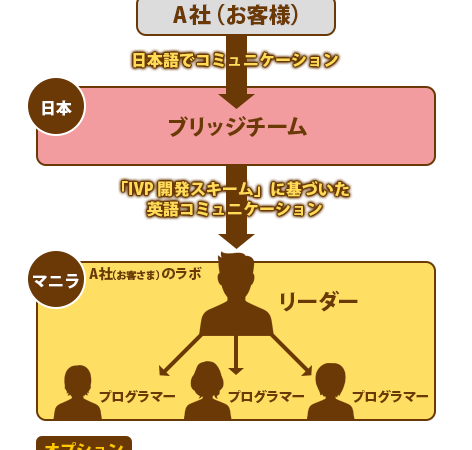 A社（お客様）
日本語でコミュニケーション
日本
ブリッジチーム
「IVP 開発スキーム」に基づいた
英語コミュニケーション
マニラ
A社（お客さま）のラボ
リーダー
プログラマー
プログラマー
プログラマー
オプション